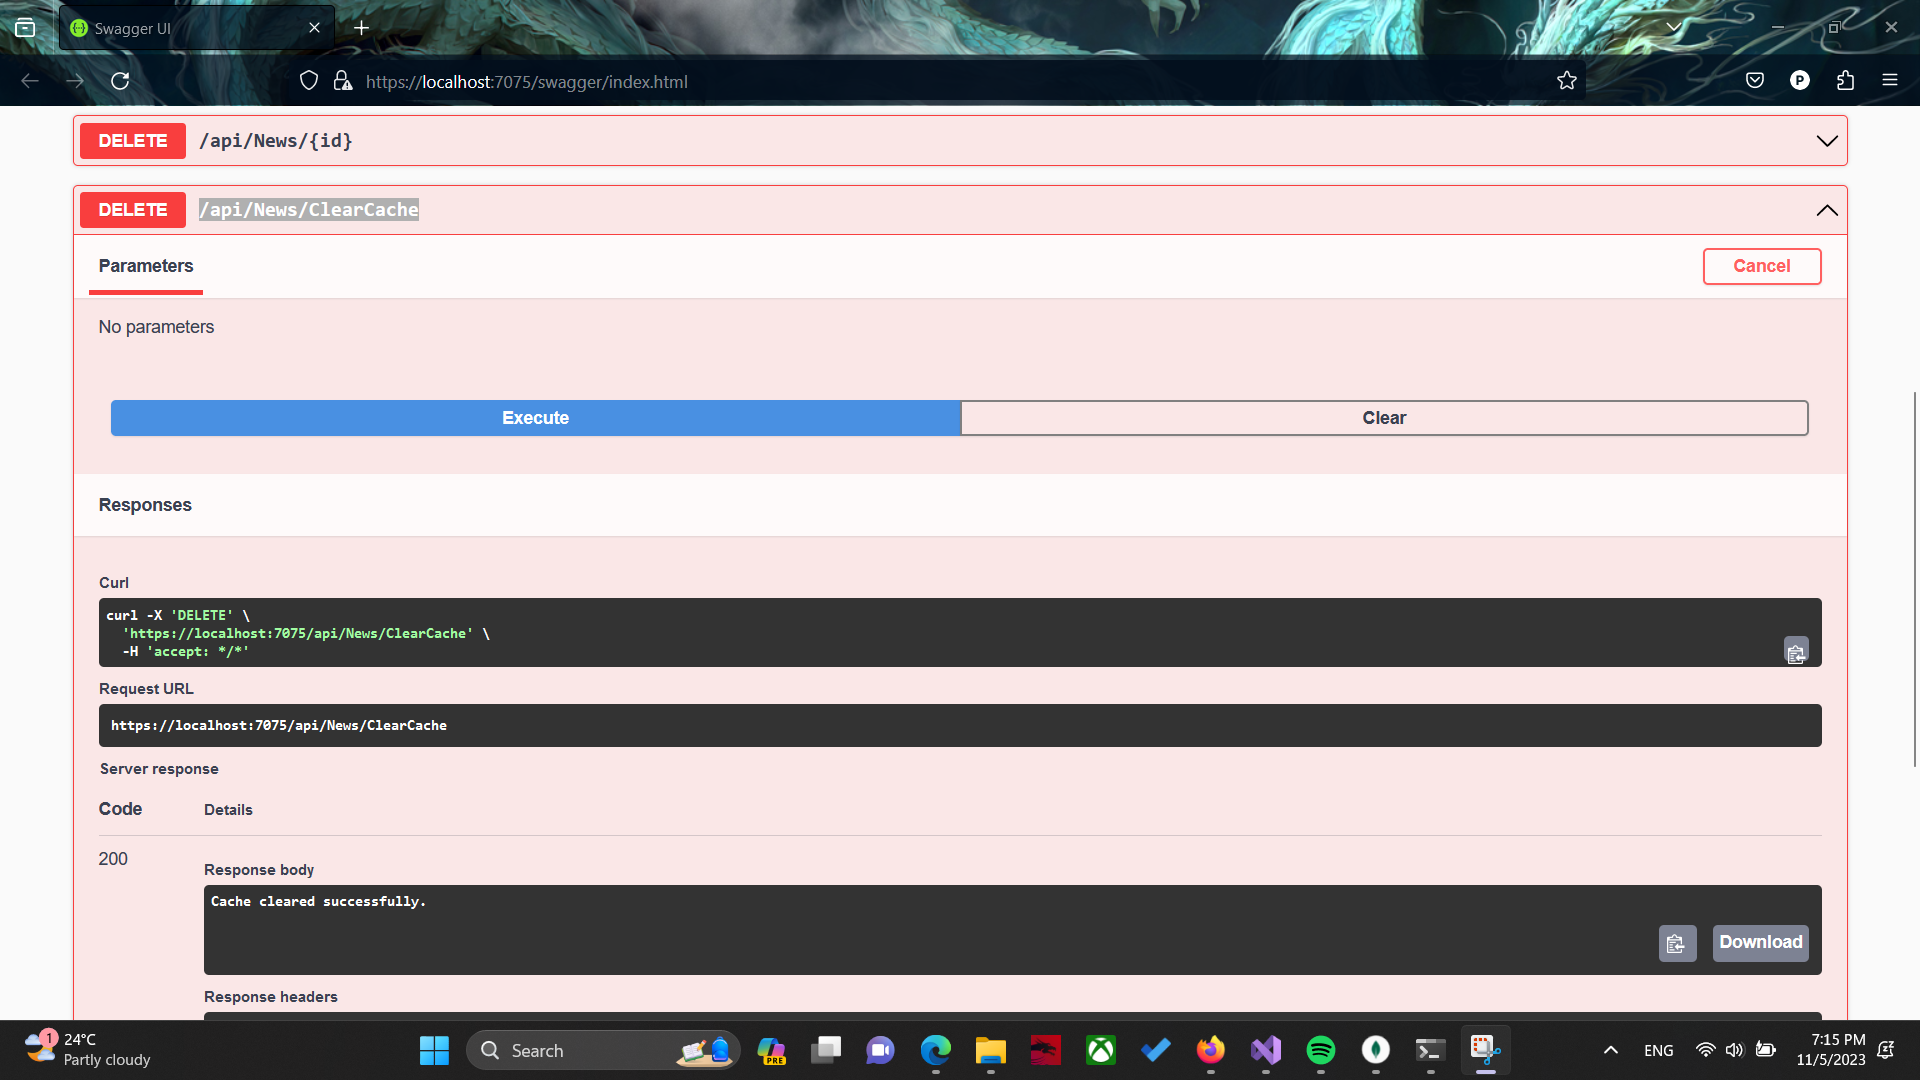 Swagger UI
https://localhost:7075/swagger/index.html
P
DELETE /api/News/{id}
DELETE /api/News/ClearCache
Parameters
Cancel
No parameters
Execute
Clear
Responses
Curl
curl -X 'DELETE' \
'https://localhost:7075/api/News/ClearCache' \
-H 'accept: */*'
Request URL
https://localhost:7075/api/News/ClearCache
Server response
Code Details
200
Response body
Cache cleared successfully.
Download
Response headers
1
24°C
Partly cloudy
Search
PRE
ENG
7:15 PM
11/5/2023